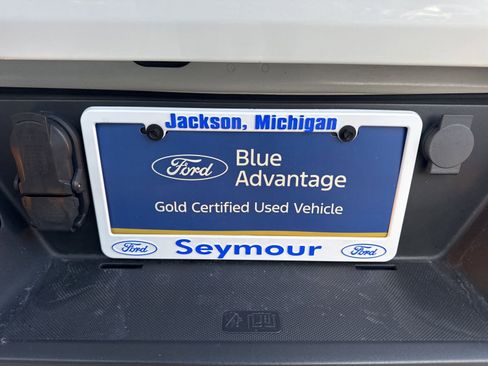 Jackson, Michigan
Ford
Blue
Advantage
Gold Certified Used Vehicle
Ford
Seymour
Ford